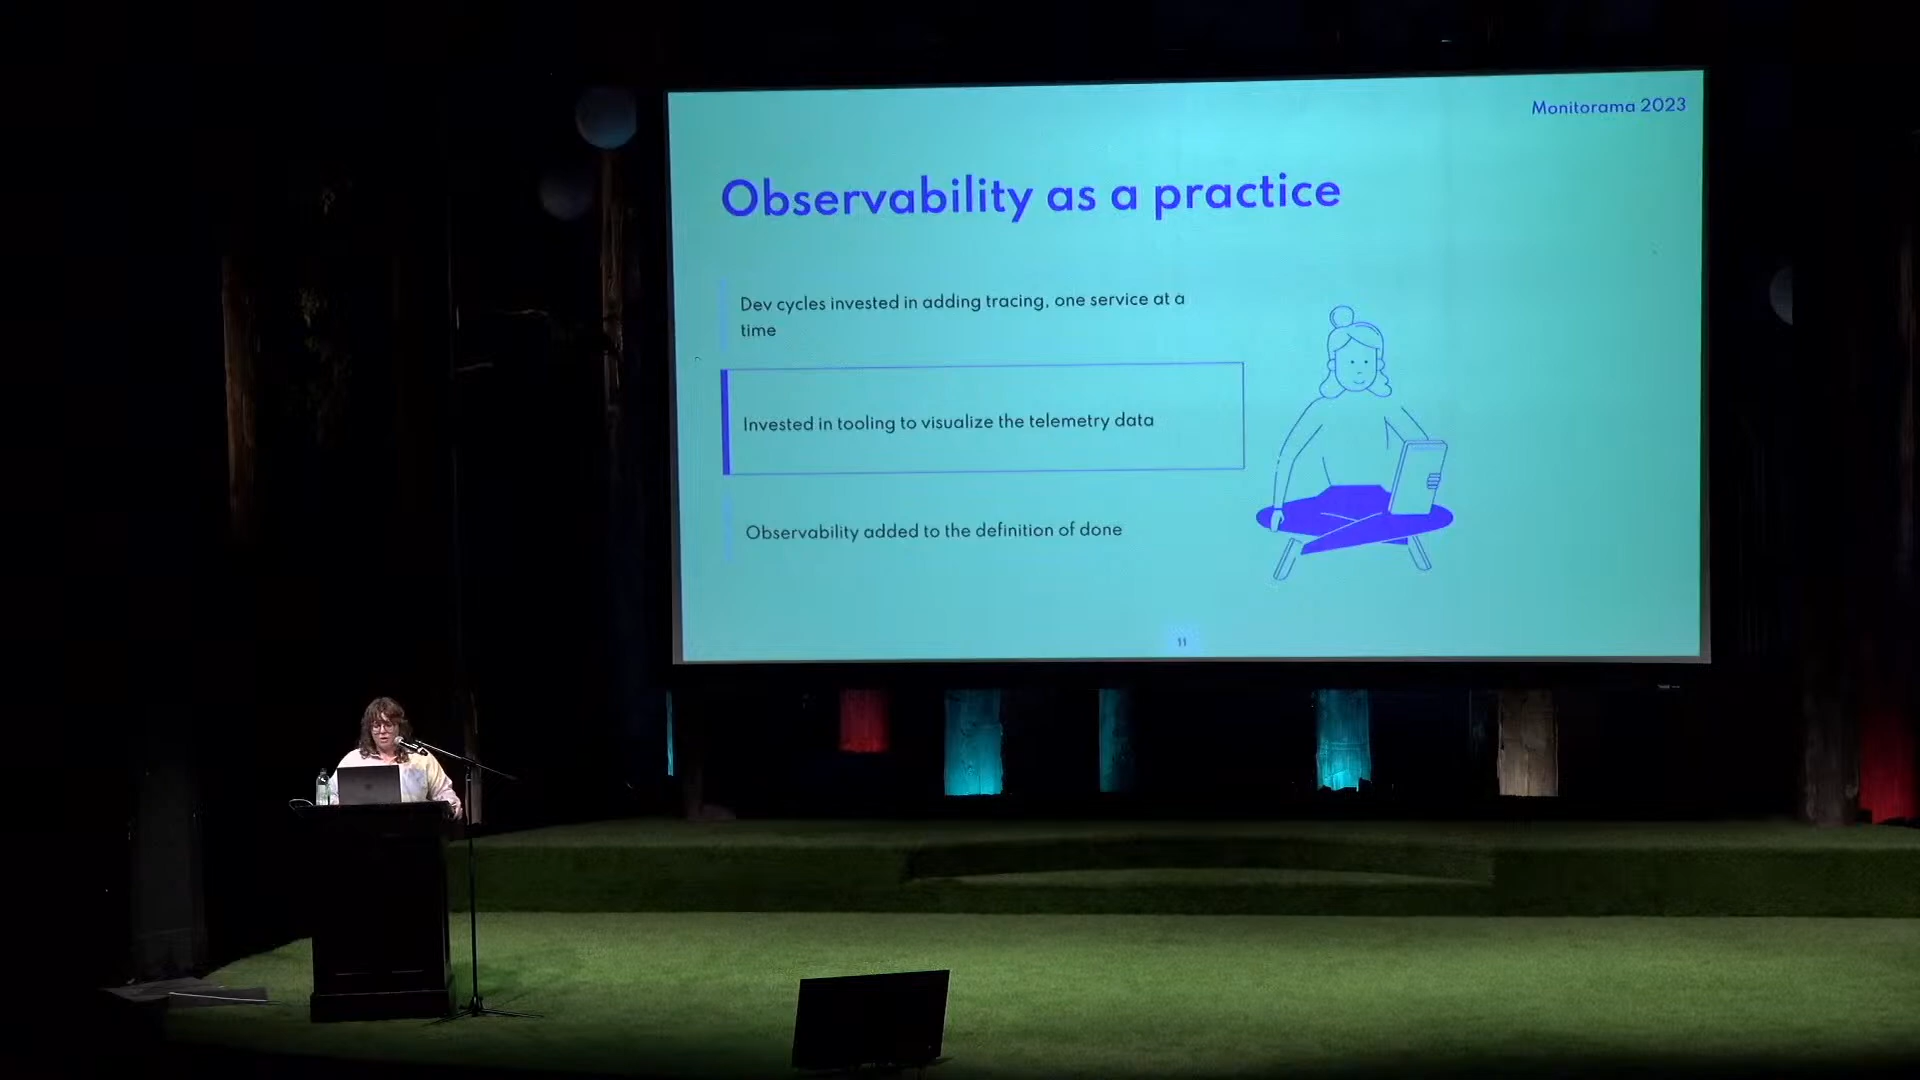 Monitorama 2023
Observability as a practice
Dev cycles invested in adding tracing, one service at a
time
Invested in tooling to visualize the telemetry data
Observability added to the definition of done
11